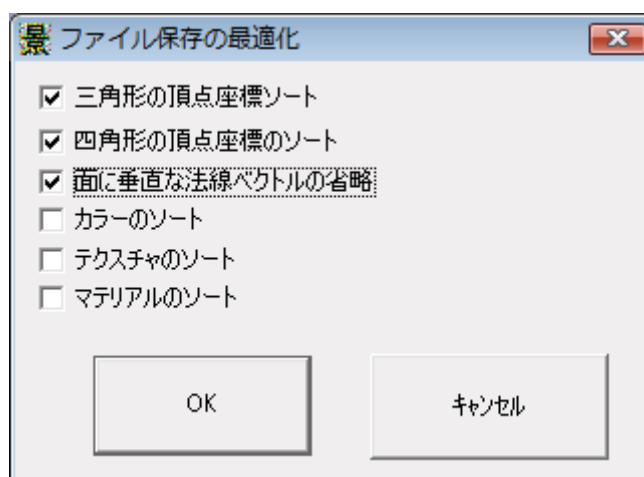 景 ファイル保存の最適化
三角形の頂点座標ソート
四角形の頂点座標のソート
面に垂直な法線ベクトルの省略
カラーのソート
テクスチャのソート
マテリアルのソート
OK キャンセル